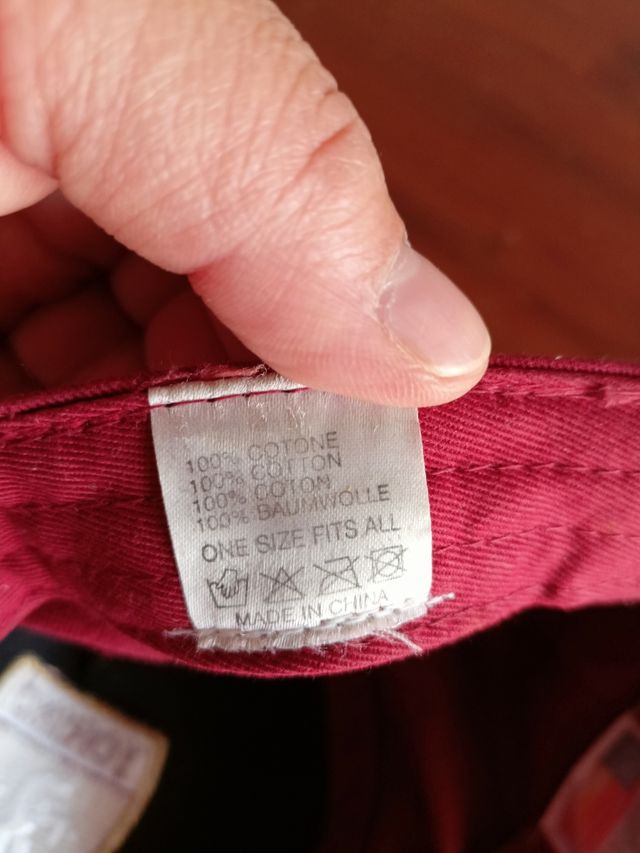 100% COTONE
100% COTTON
100% COTON
100% BAUMWOLLE
ONE SIZE FITS ALL
MADE IN CHINA